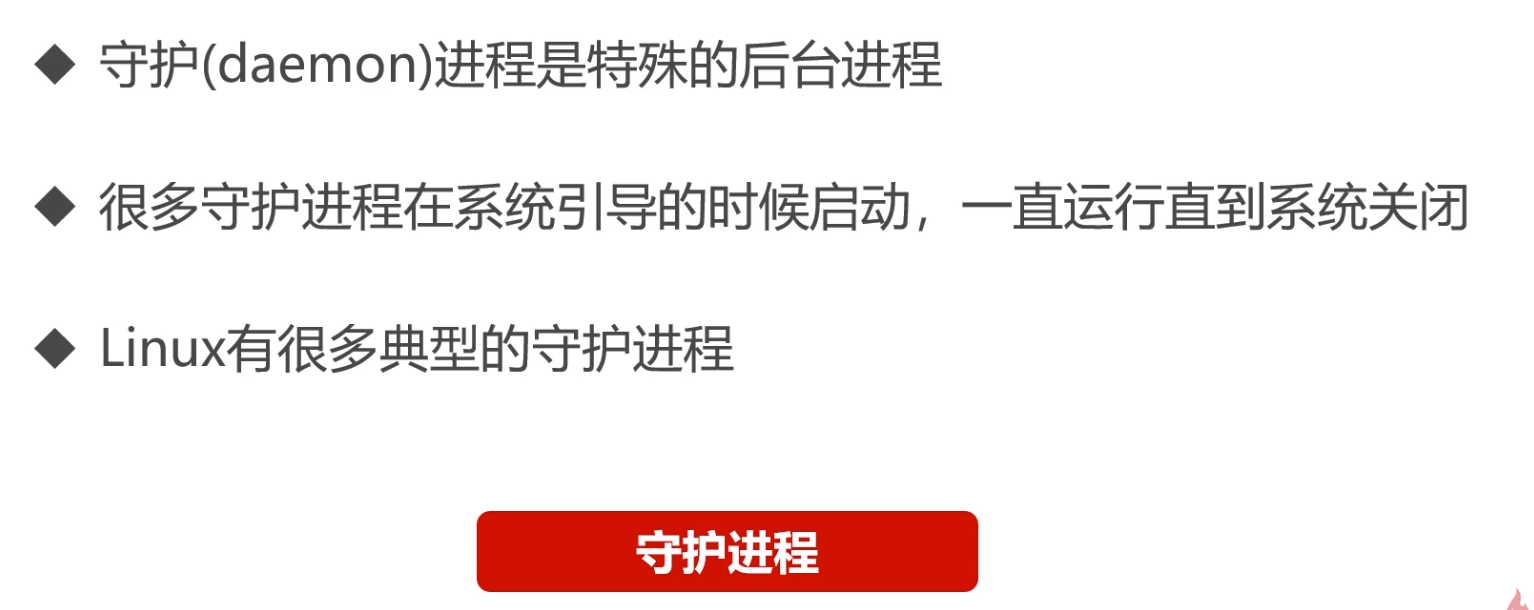 守护(daemon)进程是特殊的后台进程
很多守护进程在系统引导的时候启动，一直运行直到系统关闭
Linux有很多典型的守护进程
守护进程